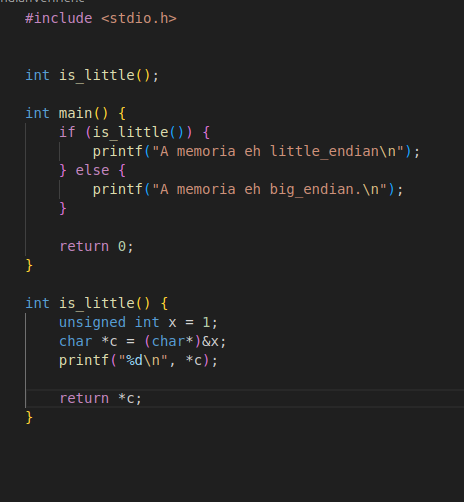 #include <stdio.h>
int is_little();
int main() {
if (is_little()) {
printf("A memoria eh little_endian\n");
} else {
printf("A memoria eh big_endian.\n");
}
return 0;
}
int is_little() {
unsigned int x = 1;
char *c = (char*)&x;
printf("%d\n", *c);
return *c;
}